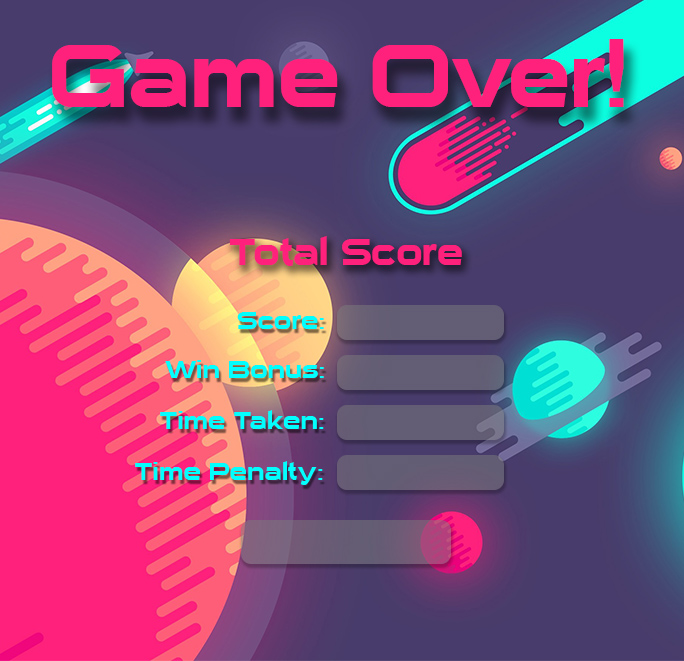 Game Over!
Total Score
Score:
Win Bonus:
Time Taken:
Time Penalty: